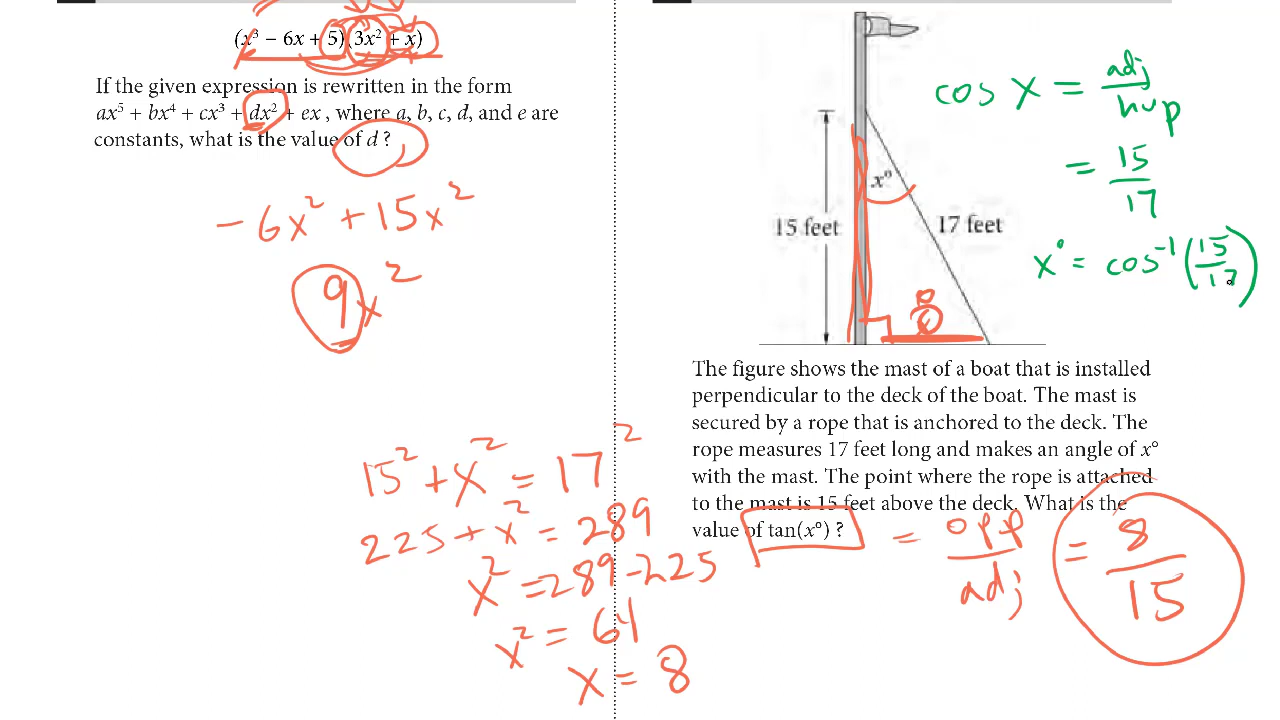 (x³ − 6x + 5)(3x² + x)
If the given expression is rewritten in the form
ax⁵ + bx⁴ + cx³ + dx² + ex , where a, b, c, d, and e are
constants, what is the value of d ?
−6x² + 15x²
9x²
15² + x² = 17²
225 + x² = 289
x² = 289 − 225
x² = 64
x = 8
x°
15 feet
17 feet
8
cos x = adj/hyp
= 15/17
x° = cos⁻¹(15/17)
The figure shows the mast of a boat that is installed
perpendicular to the deck of the boat. The mast is
secured by a rope that is anchored to the deck. The
rope measures 17 feet long and makes an angle of x°
with the mast. The point where the rope is attached
to the mast is 15 feet above the deck. What is the
value of tan(x°) ?
= opp/adj = 8/15